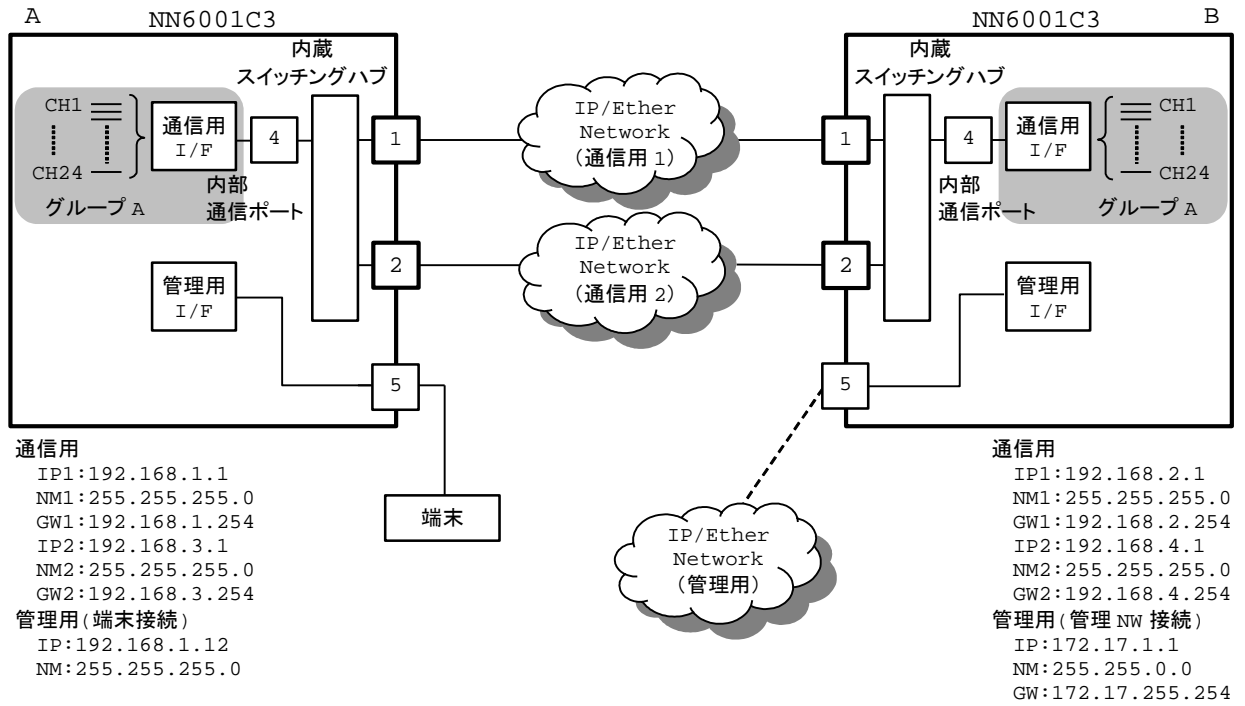 A
NN6001C3
NN6001C3
B
内蔵
スイッチングハブ
CH1
CH24
通信用
I/F
グループ A
4
内部
通信ポート
1
2
管理用
I/F
5
端末
IP/Ether
Network
(通信用 1)
IP/Ether
Network
(通信用 2)
内蔵
スイッチングハブ
1
2
4
内部
通信ポート
通信用
I/F
CH1
CH24
グループ A
管理用
I/F
5
IP/Ether
Network
(管理用)
通信用
IP1:192.168.1.1
NM1:255.255.255.0
GW1:192.168.1.254
IP2:192.168.3.1
NM2:255.255.255.0
GW2:192.168.3.254
管理用(端末接続)
IP:192.168.1.12
NM:255.255.255.0
通信用
IP1:192.168.2.1
NM1:255.255.255.0
GW1:192.168.2.254
IP2:192.168.4.1
NM2:255.255.255.0
GW2:192.168.4.254
管理用(管理 NW 接続)
IP:172.17.1.1
NM:255.255.0.0
GW:172.17.255.254